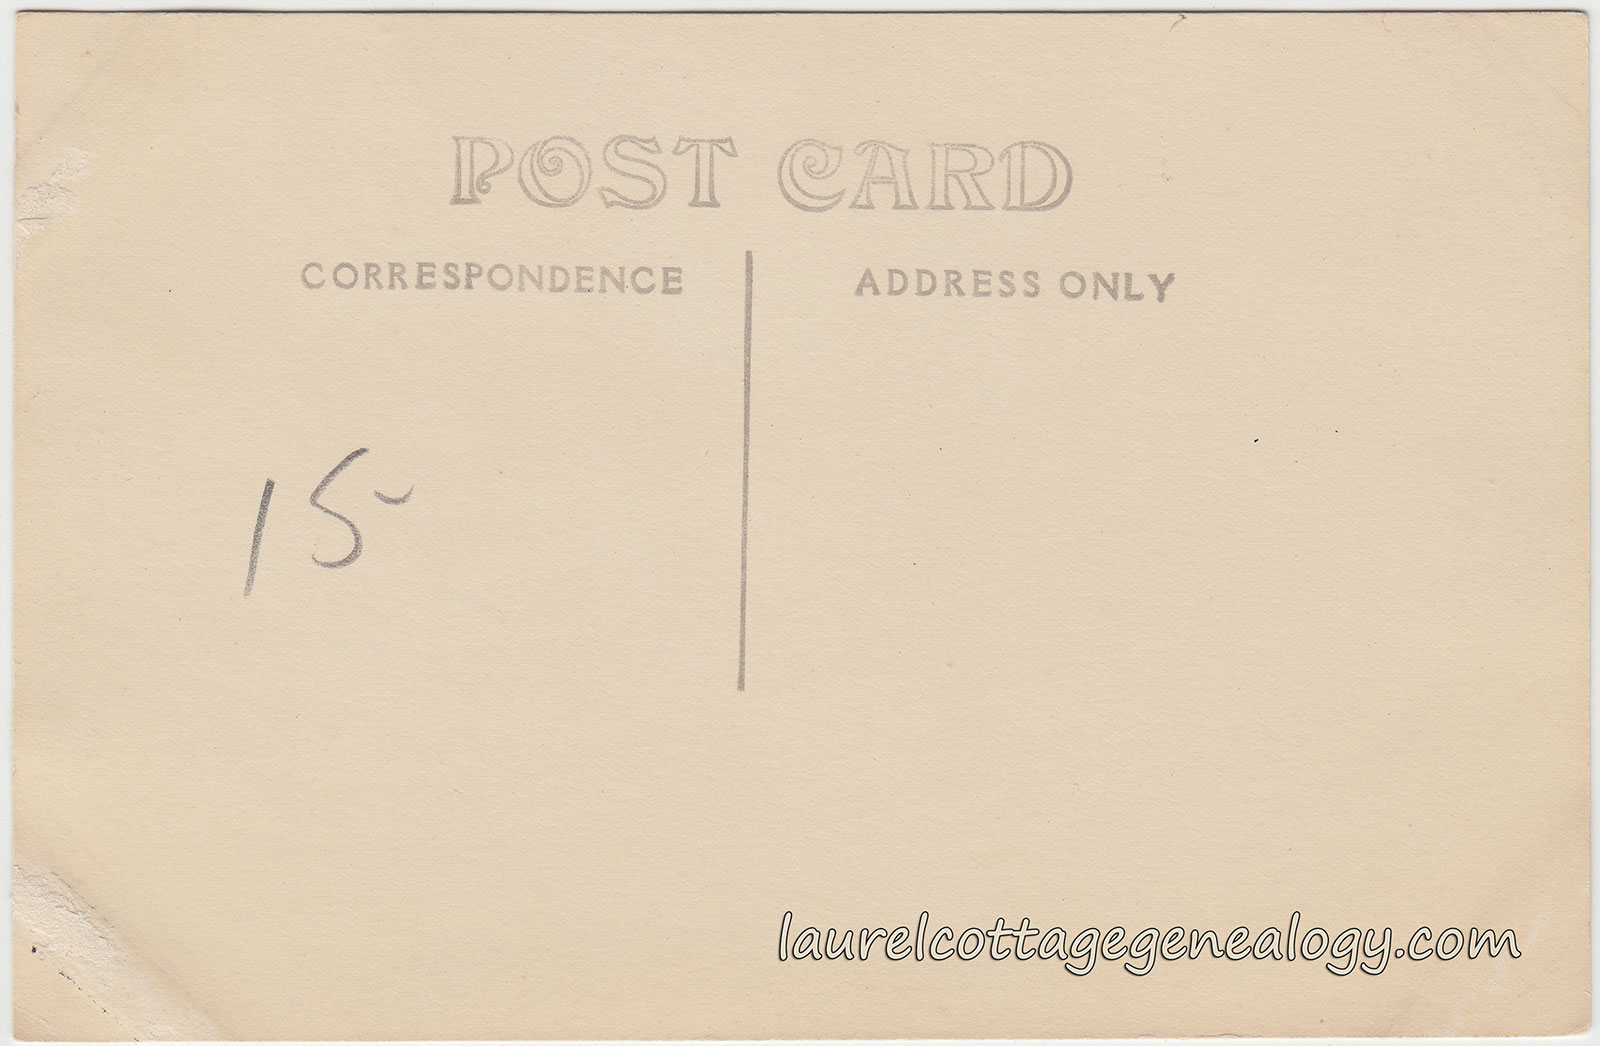 POST CARD
CORRESPONDENCE
ADDRESS ONLY
15-
laurelcottagegenealogy.com